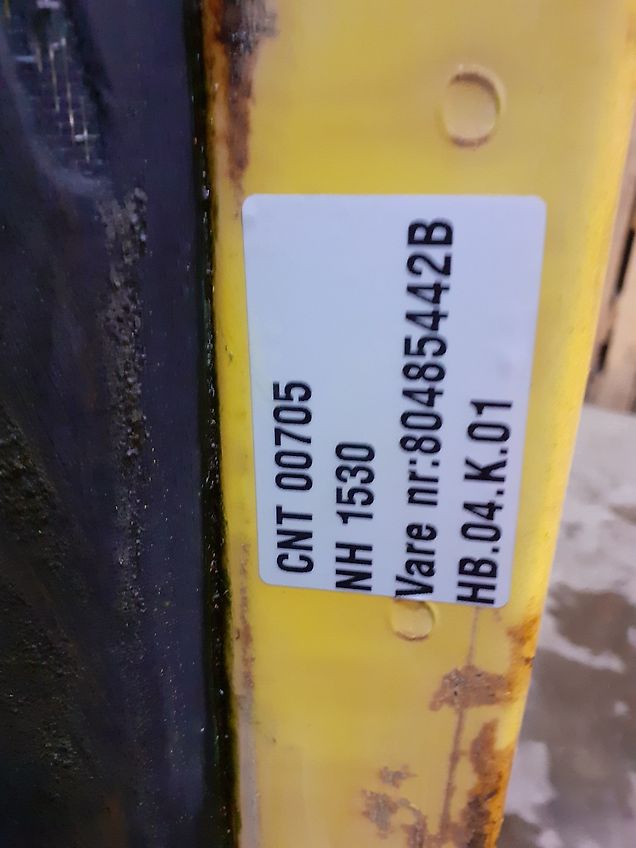 CNT 00705
NH 1530
Vare nr:80485442B
HB.04.K.01